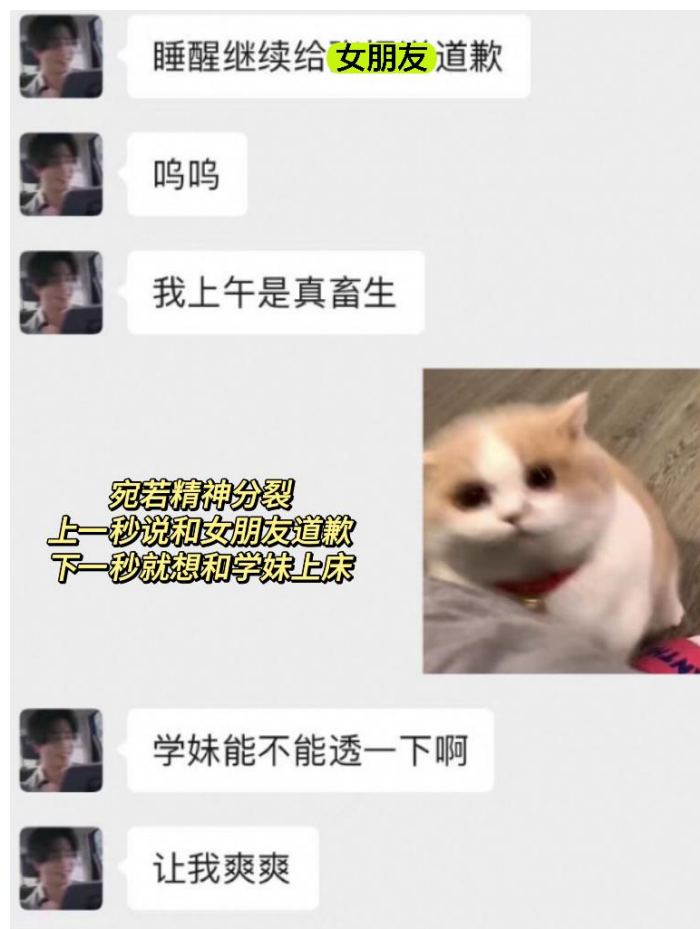 睡醒继续给女朋友道歉
呜呜
我上午是真畜生
宛若精神分裂
上一秒说和女朋友道歉
下一秒就想和学妹上床
学妹能不能透一下啊
让我爽爽